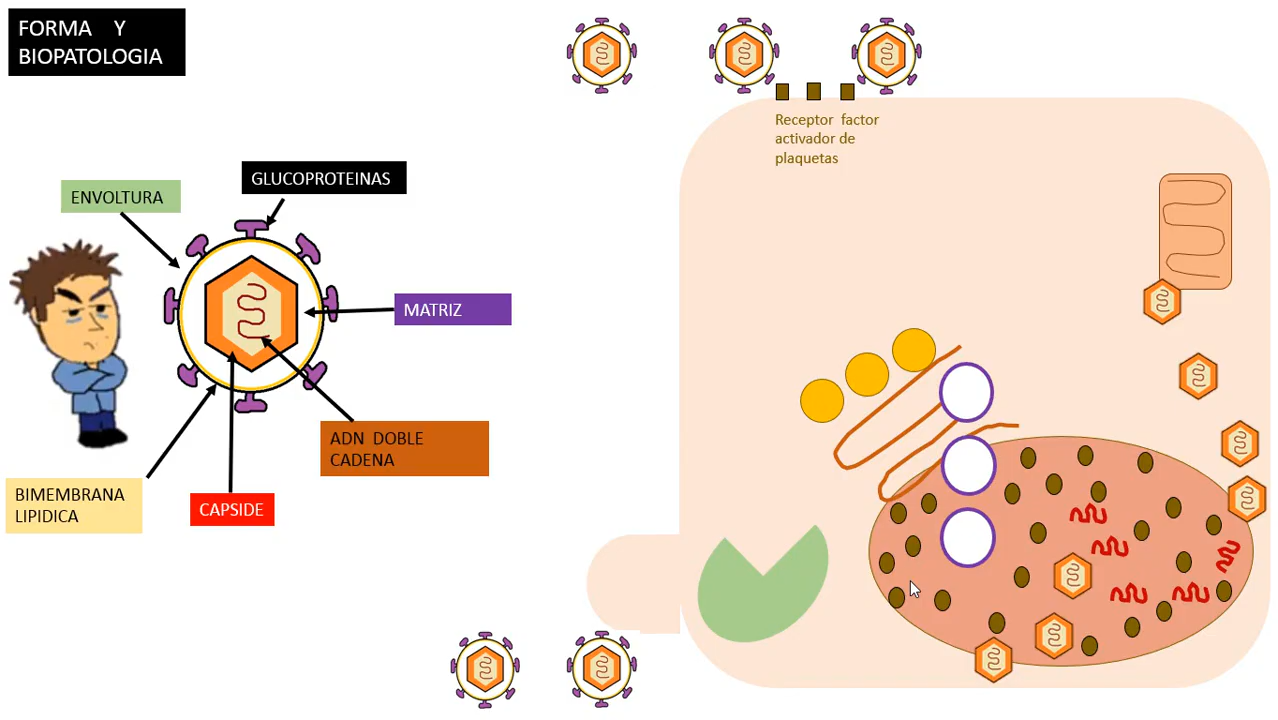 FORMA Y
BIOPATOLOGIA
Receptor factor
activador de
plaquetas
GLUCOPROTEINAS
ENVOLTURA
MATRIZ
ADN DOBLE
CADENA
BIMEMBRANA
LIPIDICA
CAPSIDE